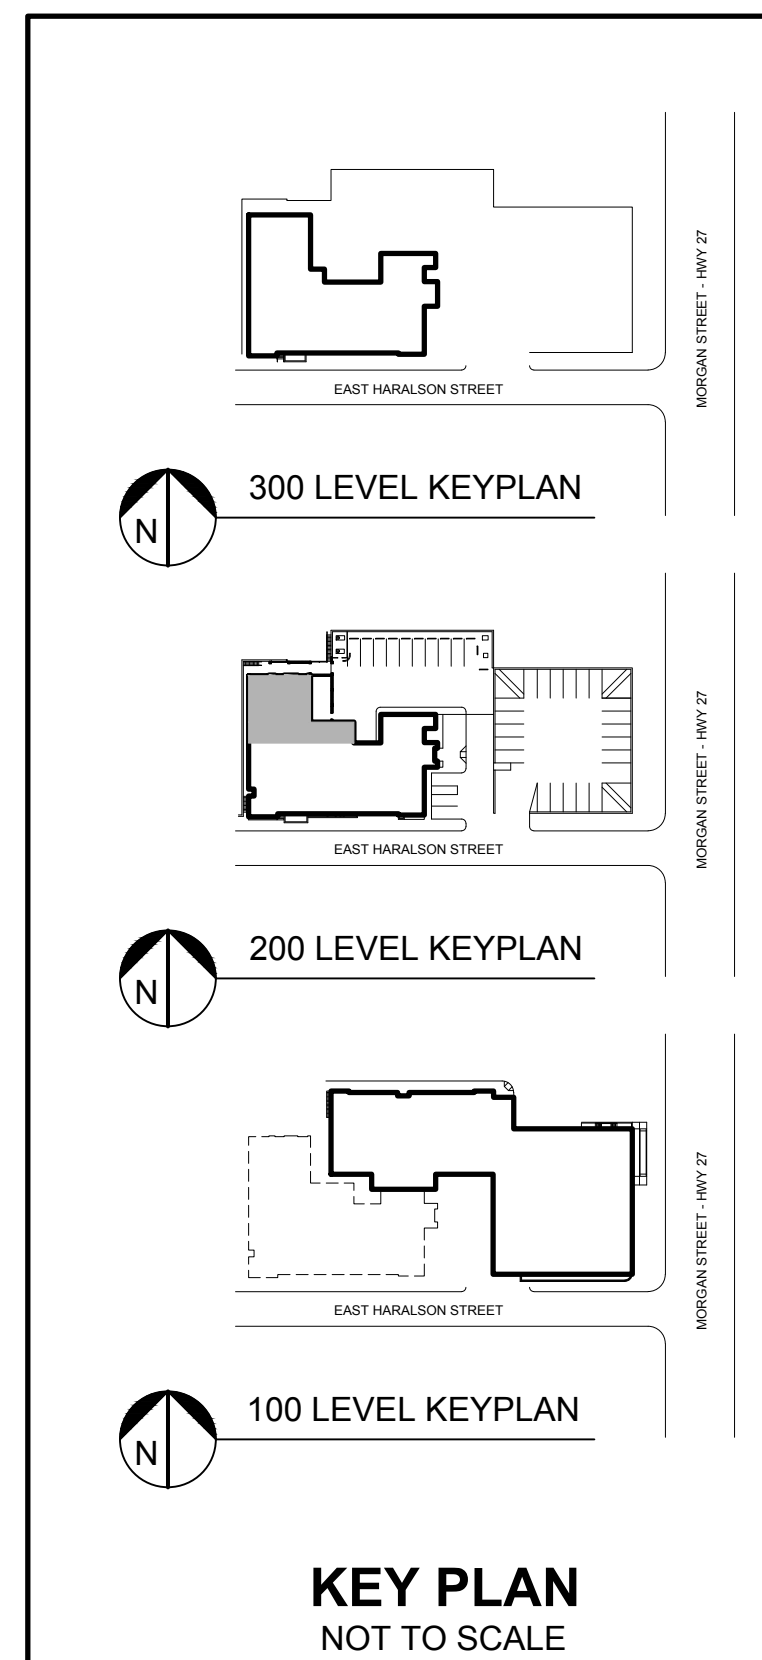 MORGAN STREET - HWY 27
EAST HARALSON STREET
N
300 LEVEL KEYPLAN
MORGAN STREET - HWY 27
EAST HARALSON STREET
N
200 LEVEL KEYPLAN
MORGAN STREET - HWY 27
EAST HARALSON STREET
N
100 LEVEL KEYPLAN
KEY PLAN
NOT TO SCALE